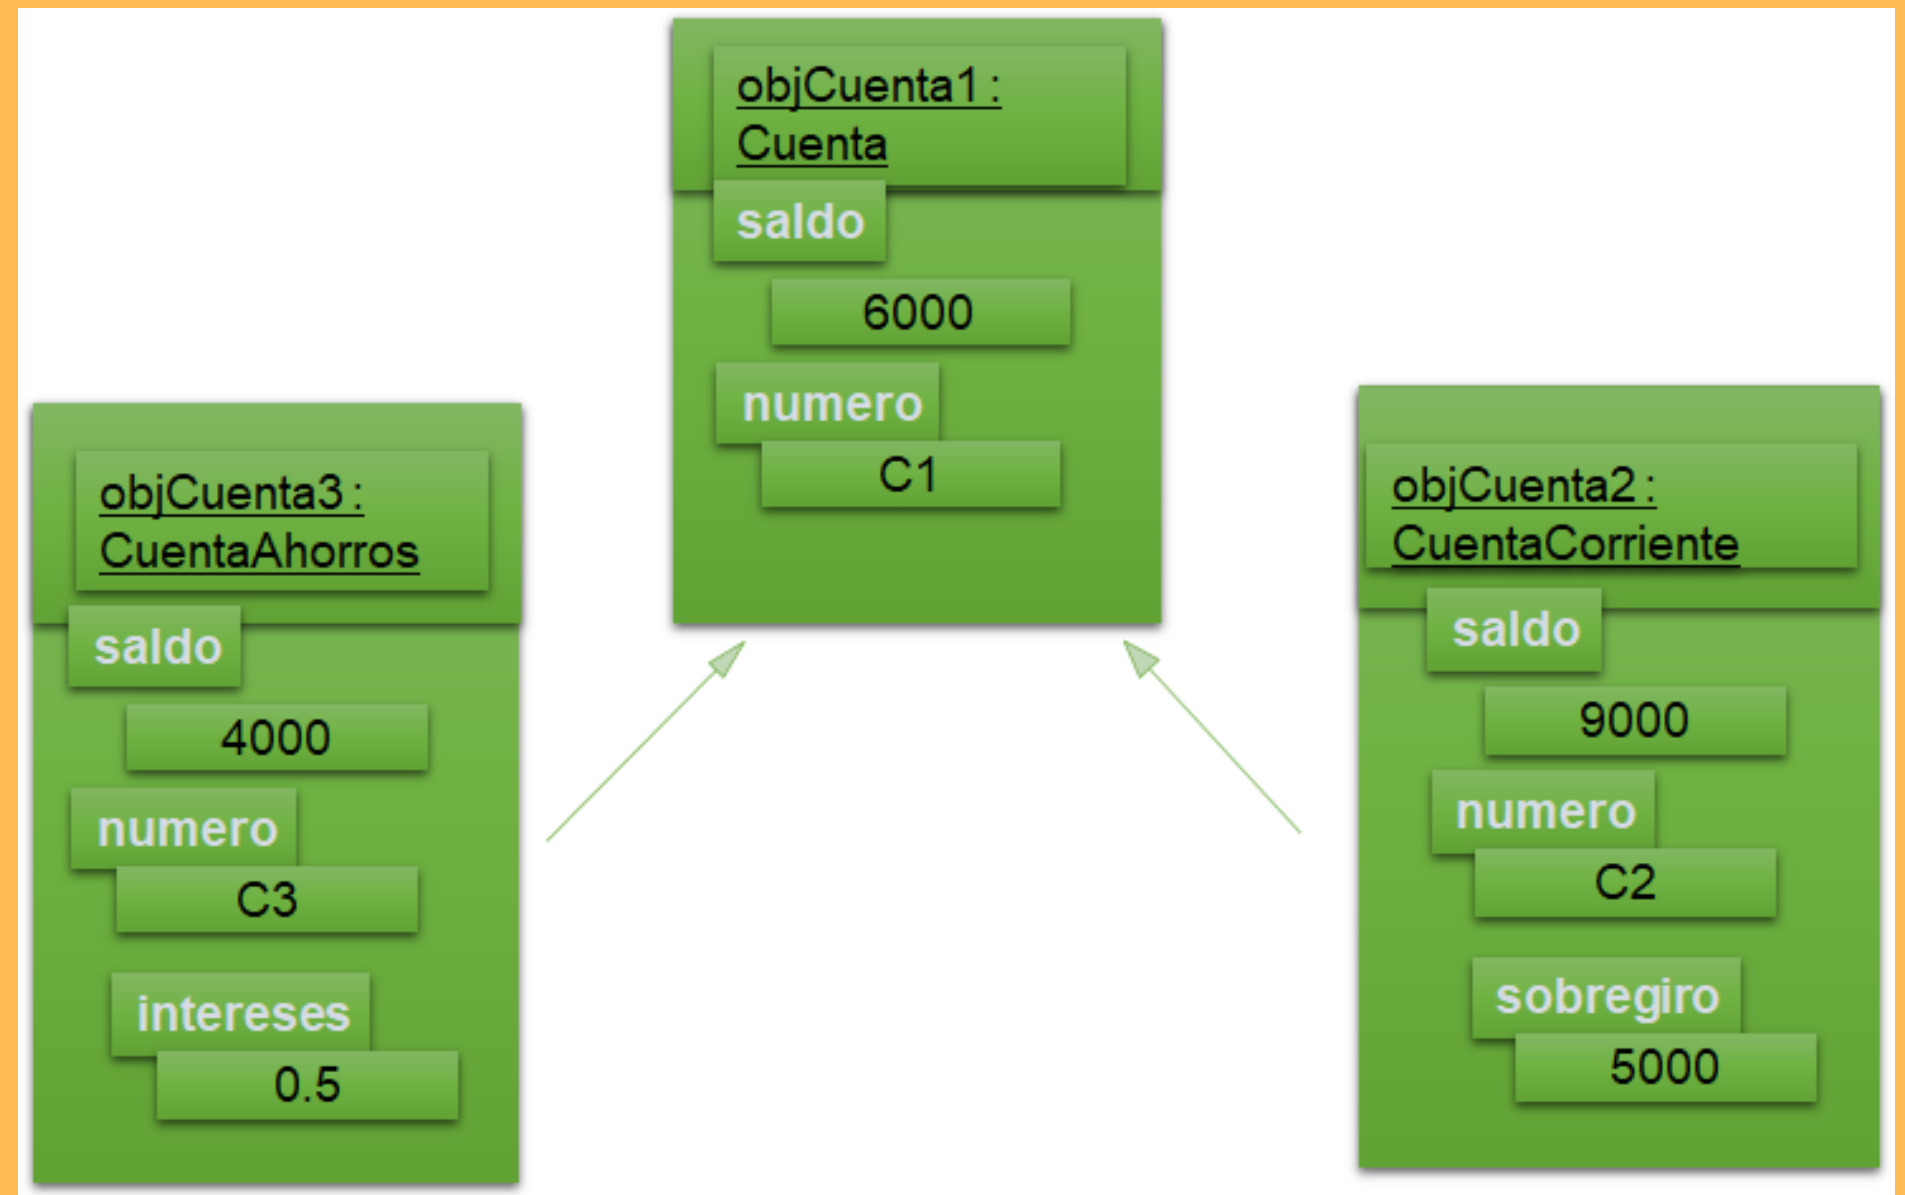 objCuenta1 :
Cuenta
saldo
6000
numero
C1
objCuenta3 :
CuentaAhorros
saldo
4000
numero
C3
intereses
0.5
objCuenta2 :
CuentaCorriente
saldo
9000
numero
C2
sobregiro
5000